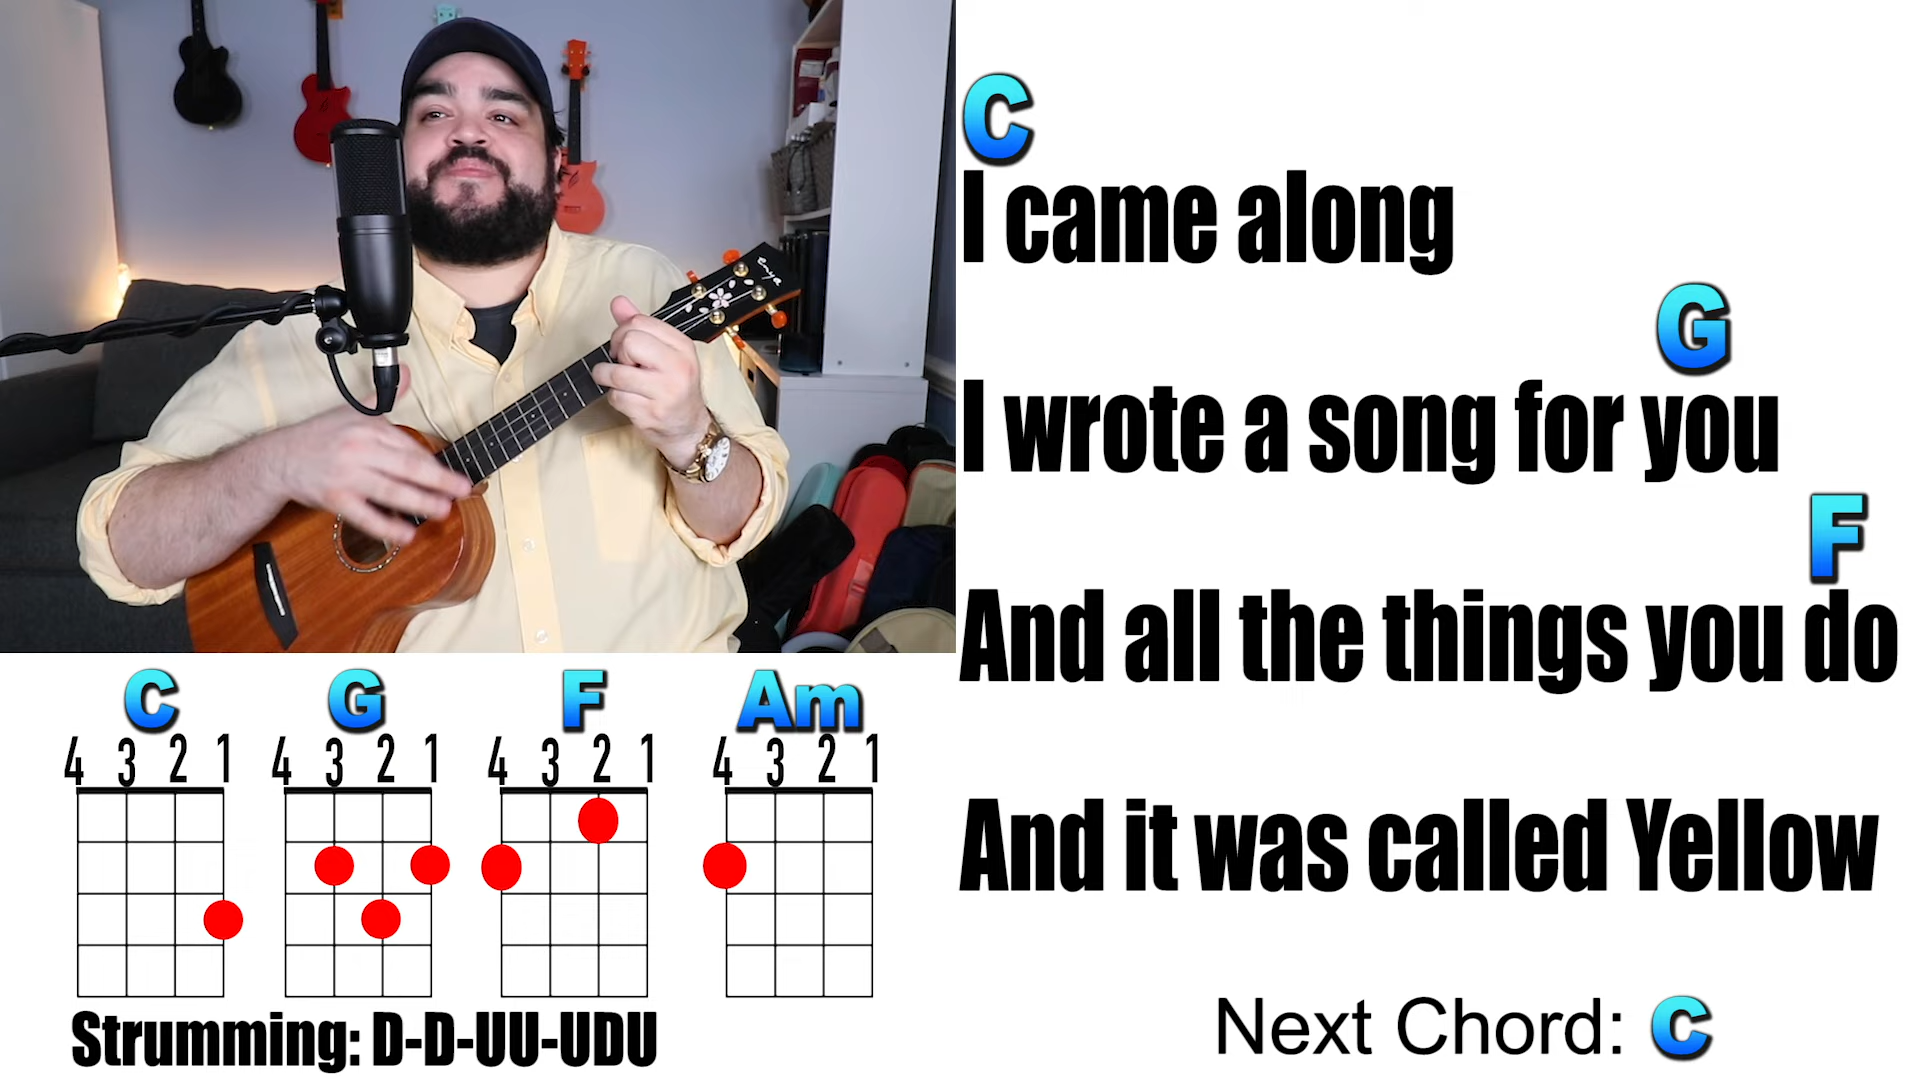 enya
C
I came along
G
I wrote a song for you
F
And all the things you do
And it was called Yellow
Next Chord: C
C G F Am
4 3 2 1 4 3 2 1 4 3 2 1 4 3 2 1
Strumming: D-D-UU-UDU